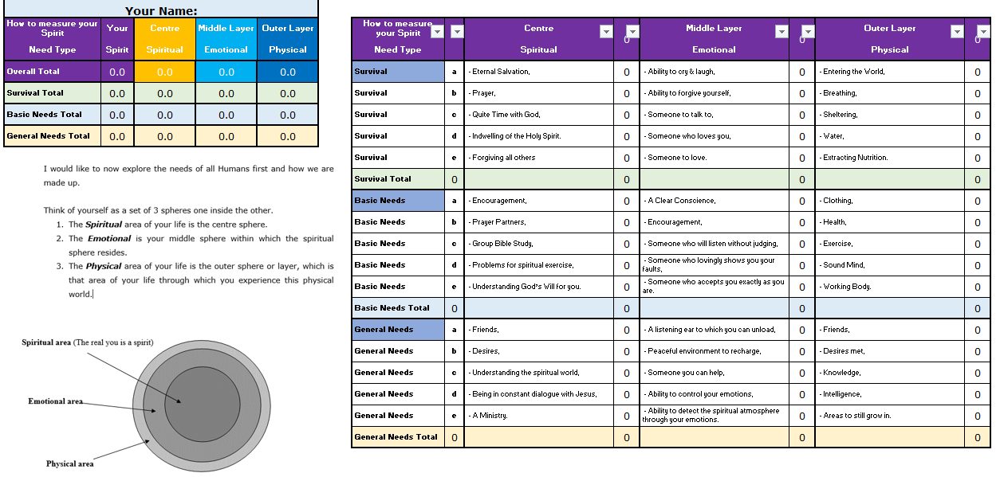 Your Name:
How to measure your Spirit Need Type Your Spirit Centre Spiritual Middle Layer Emotional Outer Layer Physical
Overall Total 0.0 0.0 0.0 0.0
Survival Total 0.0 0.0 0.0 0.0
Basic Needs Total 0.0 0.0 0.0 0.0
General Needs Total 0.0 0.0 0.0 0.0
I would like to now explore the needs of all Humans first and how we are
made up.
Think of yourself as a set of 3 spheres one inside the other.
1. The Spiritual area of your life is the centre sphere.
2. The Emotional is your middle sphere within which the spiritual
sphere resides.
3. The Physical area of your life is the outer sphere or layer, which is
that area of your life through which you experience this physical
world.
Spiritual area (The real you is a spirit)
Emotional area
Physical area
How to measure your Spirit Need Type Centre Spiritual 0 Middle Layer Emotional 0 Outer Layer Physical 0
Survival a - Eternal Salvation, 0 - Ability to cry & laugh, 0 - Entering the World, 0
Survival b - Prayer, 0 - Ability to forgive yourself, 0 - Breathing, 0
Survival c - Quite Time with God, 0 - Someone to talk to, 0 - Sheltering, 0
Survival d - Indwelling of the Holy Spirit. 0 - Someone who loves you, 0 - Water, 0
Survival e - Forgiving all others 0 - Someone to love. 0 - Extracting Nutrition. 0
Survival Total 0 0 0 0
Basic Needs a - Encouragement, 0 - A Clear Conscience, 0 - Clothing, 0
Basic Needs b - Prayer Partners, 0 - Encouragement, 0 - Health, 0
Basic Needs c - Group Bible Study, 0 - Someone who will listen without judging, 0 - Exercise, 0
Basic Needs d - Problems for spiritual exercise, 0 - Someone who lovingly shows you your faults, 0 - Sound Mind, 0
Basic Needs e - Understanding God's Will for you. 0 - Someone who accepts you exactly as you are. 0 - Working Body. 0
Basic Needs Total 0 0 0 0
General Needs a - Friends, 0 - A listening ear to which you can unload, 0 - Friends, 0
General Needs b - Desires, 0 - Peaceful environment to recharge, 0 - Desires met, 0
General Needs c - Understanding the spiritual world, 0 - Someone you can help, 0 - Knowledge, 0
General Needs d - Being in constant dialogue with Jesus, 0 - Ability to control your emotions, 0 - Intelligence, 0
General Needs e - A Ministry. 0 - Ability to detect the spiritual atmosphere through your emotions. 0 - Areas to still grow in. 0
General Needs Total 0 0 0 0